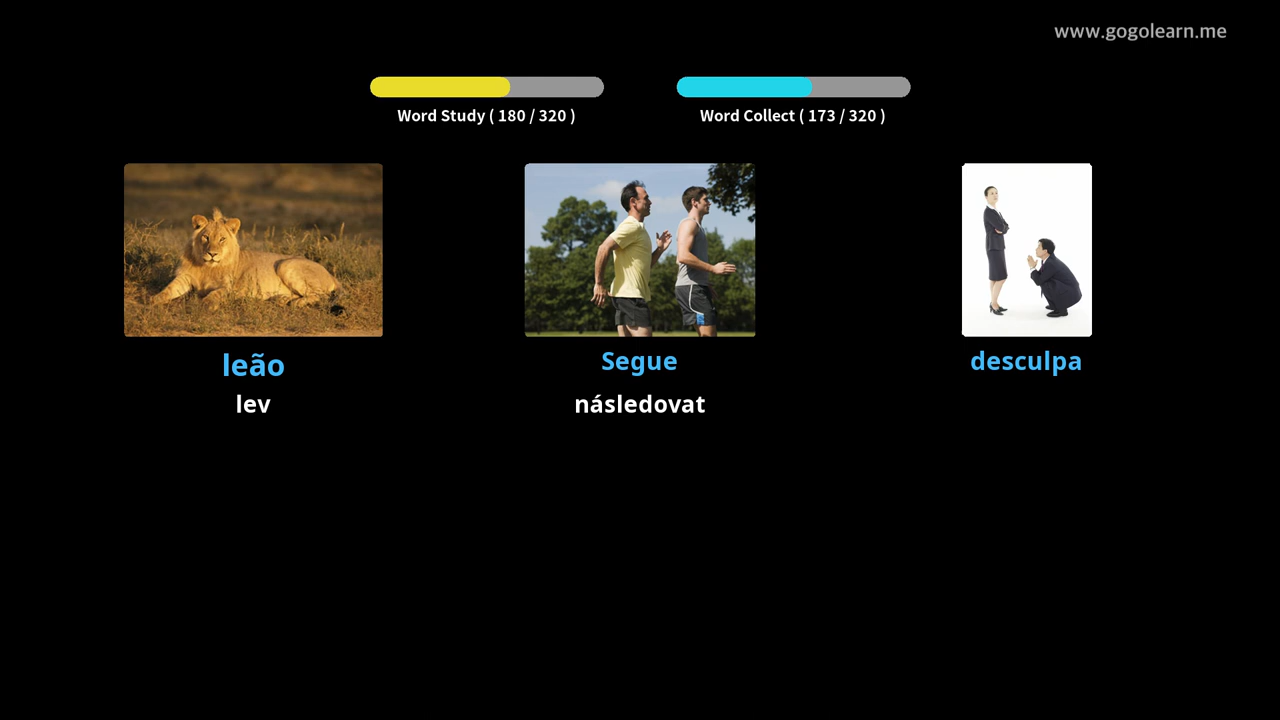 www.gogolearn.me
Word Study ( 180 / 320 )
Word Collect ( 173 / 320 )
leão
lev
Segue
následovat
desculpa